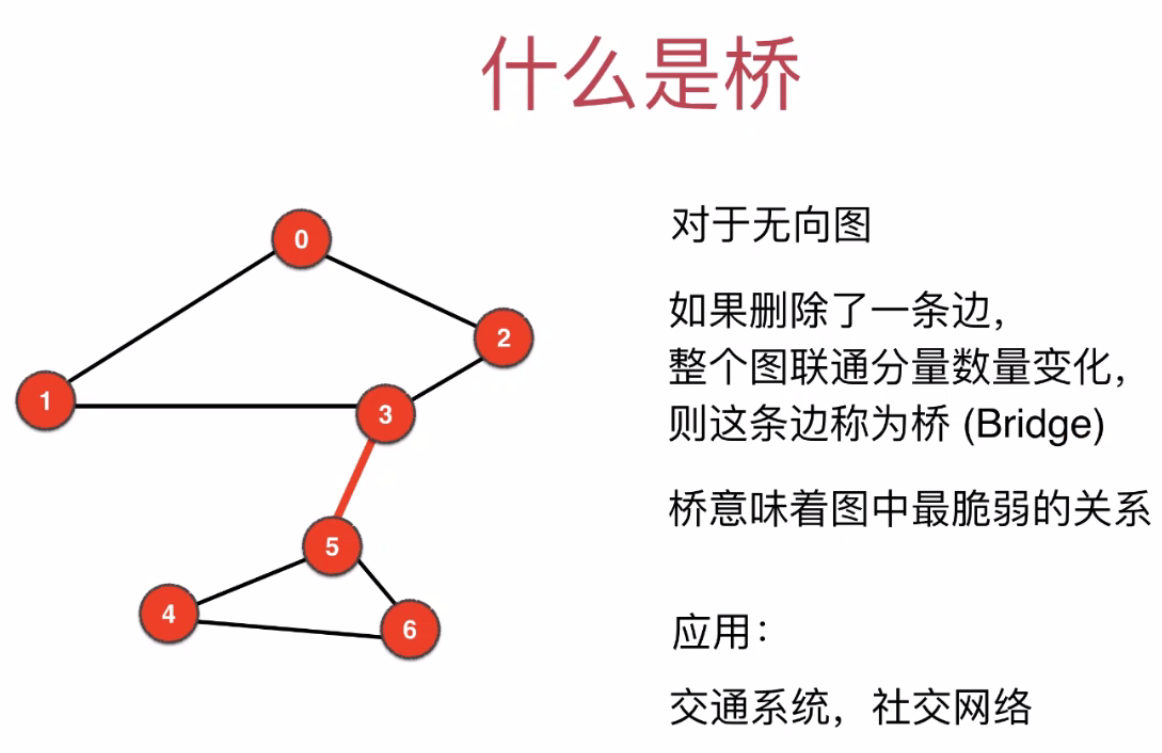 什么是桥
0
2
1
3
5
4
6
对于无向图
如果删除了一条边，
整个图联通分量数量变化，
则这条边称为桥 (Bridge)
桥意味着图中最脆弱的关系
应用：
交通系统，社交网络